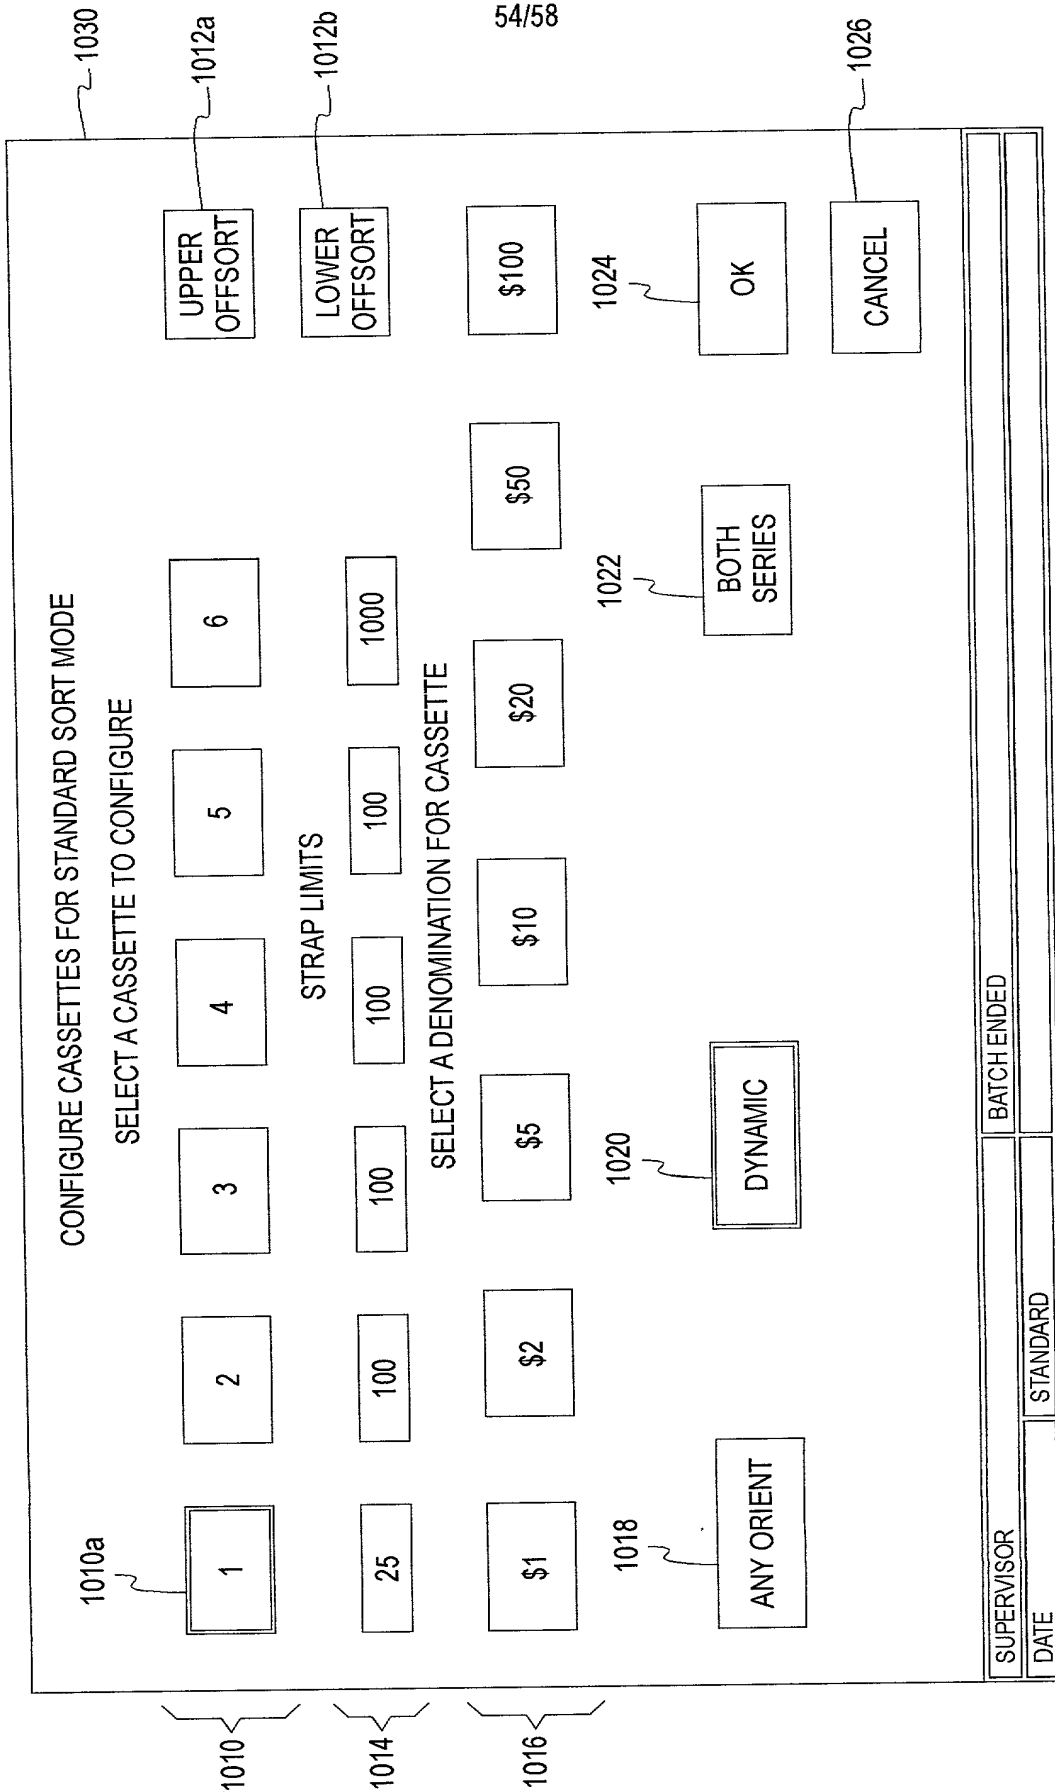 54/58
1030
CONFIGURE CASSETTES FOR STANDARD SORT MODE
SELECT A CASSETTE TO CONFIGURE
1010a
1010
1
2
3
4
5
6
UPPER
OFFSORT
1012a
STRAP LIMITS
1014
25
100
100
100
100
1000
LOWER
OFFSORT
1012b
SELECT A DENOMINATION FOR CASSETTE
1016
$1
$2
$5
$10
$20
$50
$100
1018
ANY ORIENT
1020
DYNAMIC
1022
BOTH
SERIES
1024
OK
CANCEL
1026
SUPERVISOR
BATCH ENDED
DATE
STANDARD